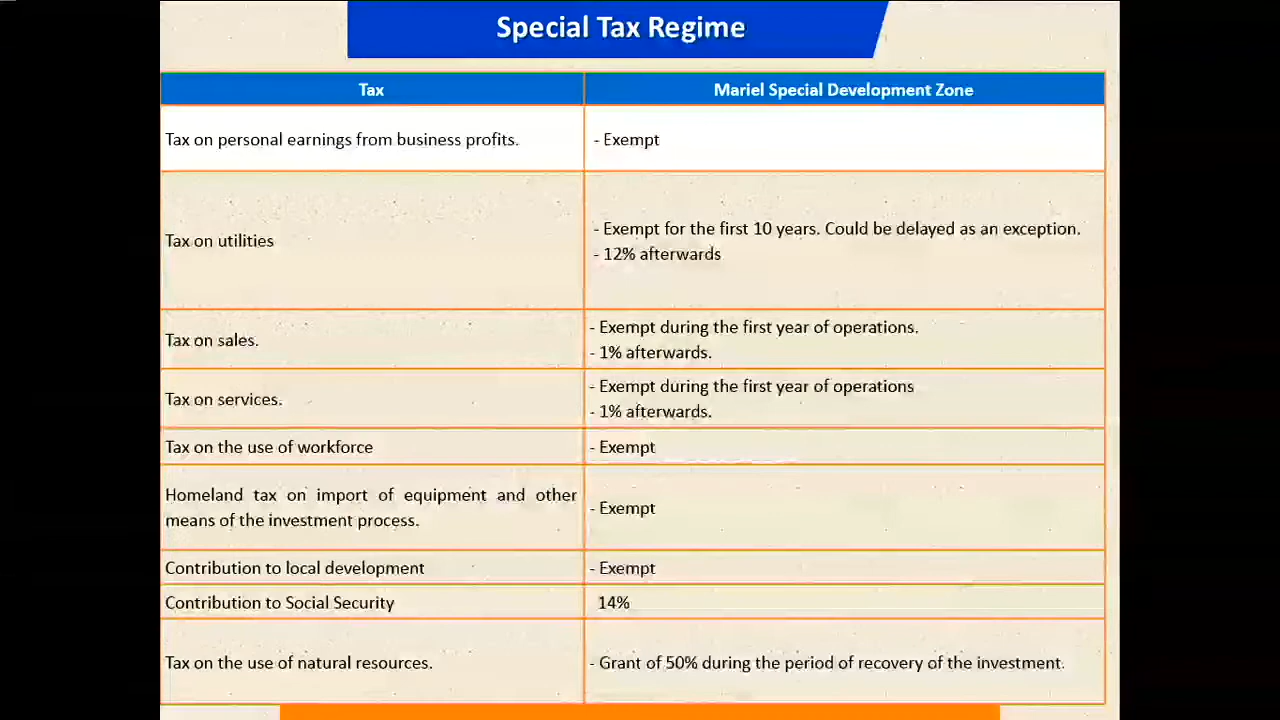 Special Tax Regime
Tax
Mariel Special Development Zone
Tax on personal earnings from business profits.
- Exempt
Tax on utilities
- Exempt for the first 10 years. Could be delayed as an exception.
- 12% afterwards
Tax on sales.
- Exempt during the first year of operations.
- 1% afterwards.
Tax on services.
- Exempt during the first year of operations
- 1% afterwards.
Tax on the use of workforce
- Exempt
Homeland tax on import of equipment and other
means of the investment process.
- Exempt
Contribution to local development
- Exempt
Contribution to Social Security
14%
Tax on the use of natural resources.
- Grant of 50% during the period of recovery of the investment.